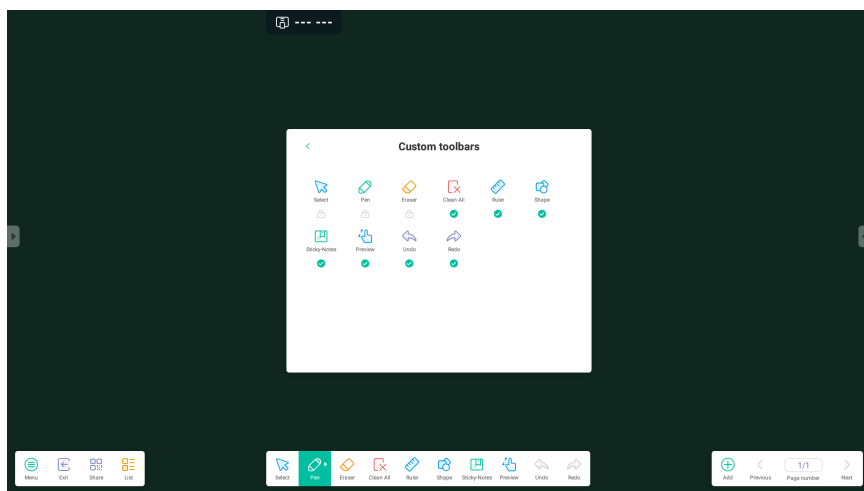 --- ---
Custom toolbars
Select Pen Eraser Clean All Ruler Shape
Sticky-Notes Preview Undo Redo
Menu Exit Share List Select Pen Eraser Clean All Ruler Shape Sticky-Notes Preview Undo Redo Add Previous 1/1 Page number Next